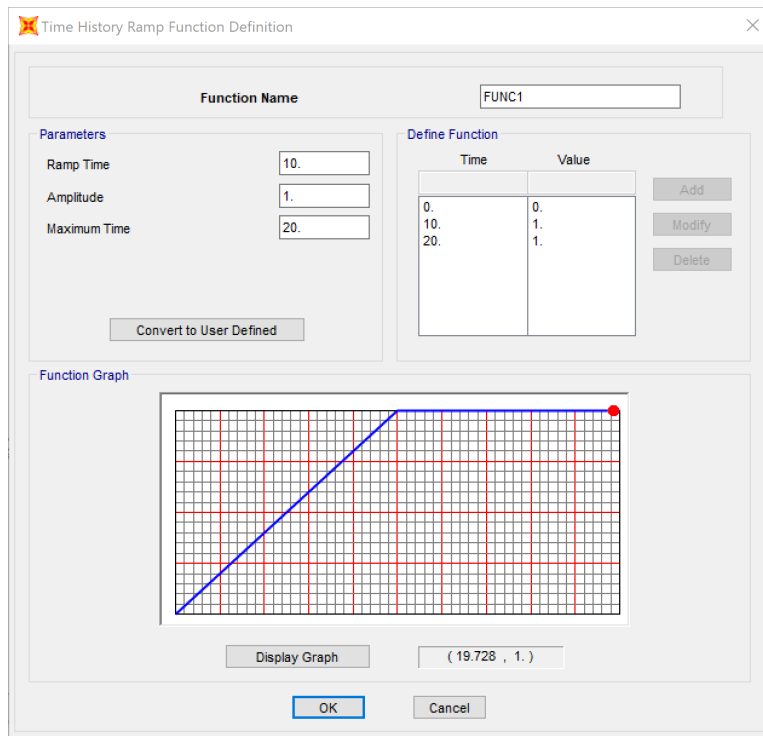 Time History Ramp Function Definition
Function Name
FUNC1
Parameters
Ramp Time
10.
Amplitude
1.
Maximum Time
20.
Convert to User Defined
Define Function
Time Value
0. 0.
10. 1.
20. 1.
Add
Modify
Delete
Function Graph
Display Graph
( 19.728 , 1. )
OK
Cancel